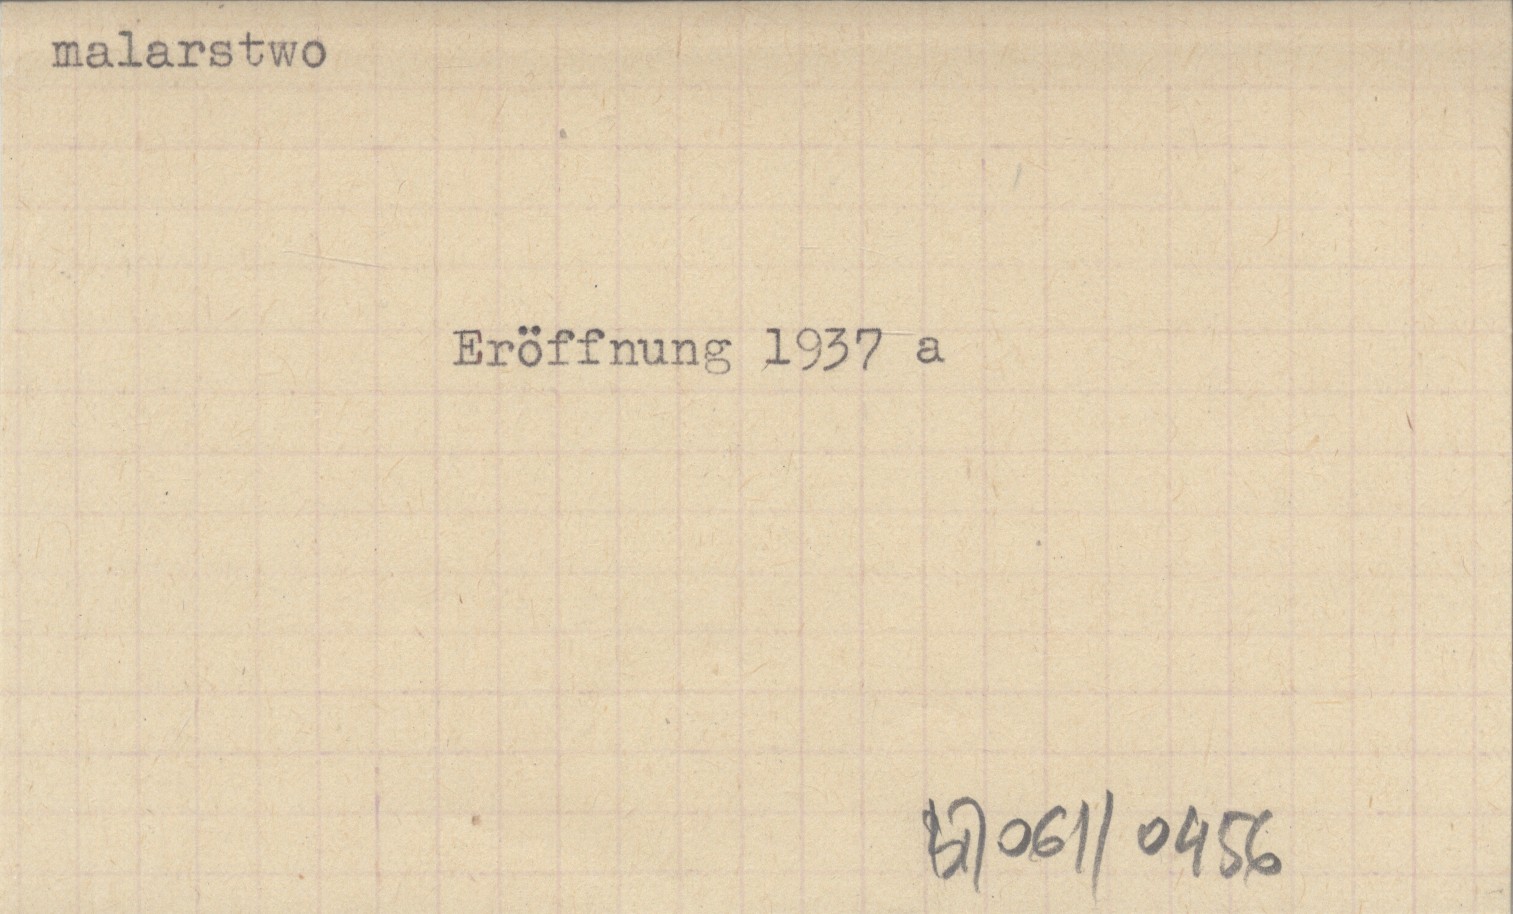 malarstwo
Eröffnung 1937 a
061/ 0456